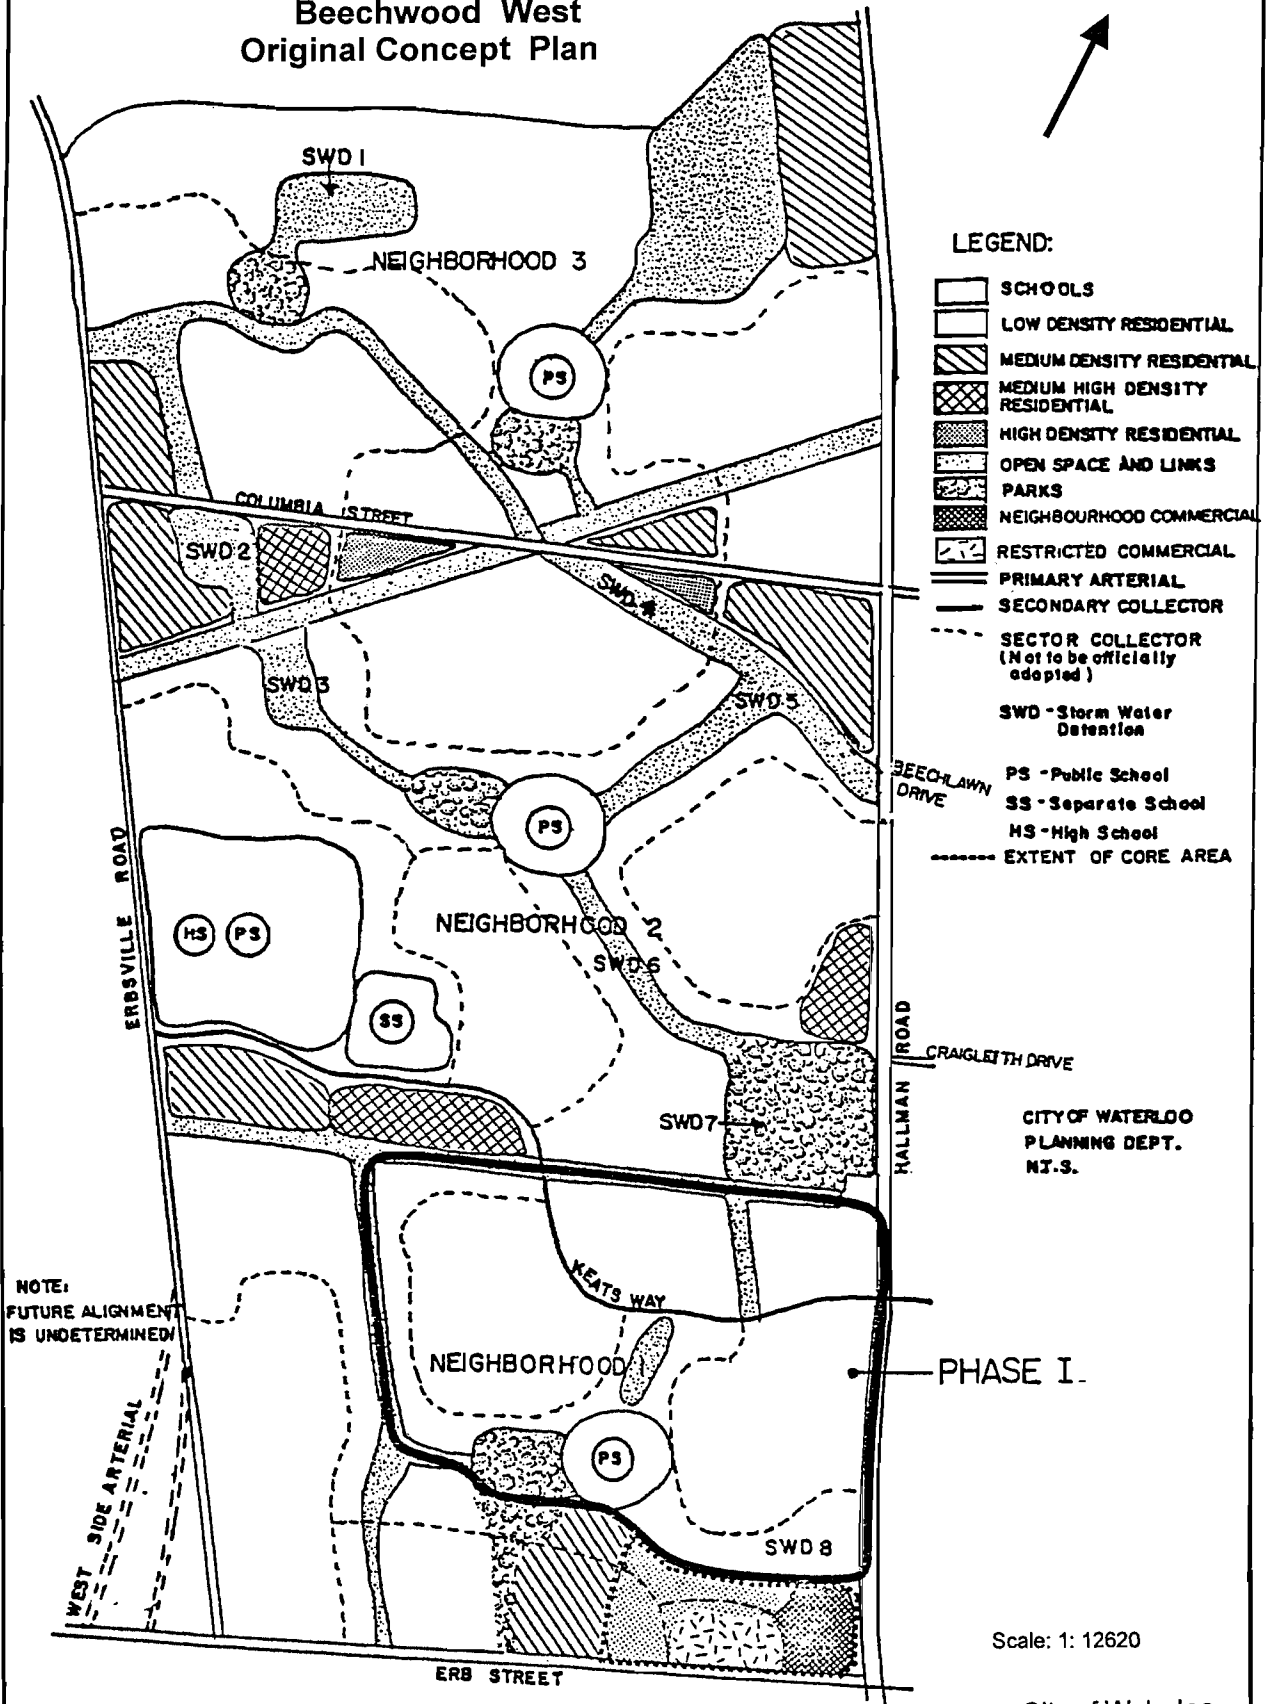 Beechwood West
Original Concept Plan
SWD 1
NEIGHBORHOOD 3
PS
COLUMBIA STREET
SWD 2
SWD 3
SWD 5
BEECHLAWN
DRIVE
PS
ERBSVILLE ROAD
HS
PS
NEIGHBORHOOD 2
SWD 6
SS
HALLMAN ROAD
CRAIGLEITH DRIVE
SWD 7
CITY OF WATERLOO
PLANNING DEPT.
N.T.S.
KEATS WAY
NOTE:
FUTURE ALIGNMENT
IS UNDETERMINED
NEIGHBORHOOD 1
PHASE I
WEST SIDE ARTERIAL
PS
SWD 8
ERB STREET
LEGEND:
SCHOOLS
LOW DENSITY RESIDENTIAL
MEDIUM DENSITY RESIDENTIAL
MEDIUM HIGH DENSITY
RESIDENTIAL
HIGH DENSITY RESIDENTIAL
OPEN SPACE AND LINKS
PARKS
NEIGHBOURHOOD COMMERCIAL
RESTRICTED COMMERCIAL
PRIMARY ARTERIAL
SECONDARY COLLECTOR
SECTOR COLLECTOR
(Not to be officially
adopted)
SWD - Storm Water
Detention
PS - Public School
SS - Separate School
HS - High School
EXTENT OF CORE AREA
Scale: 1: 12620